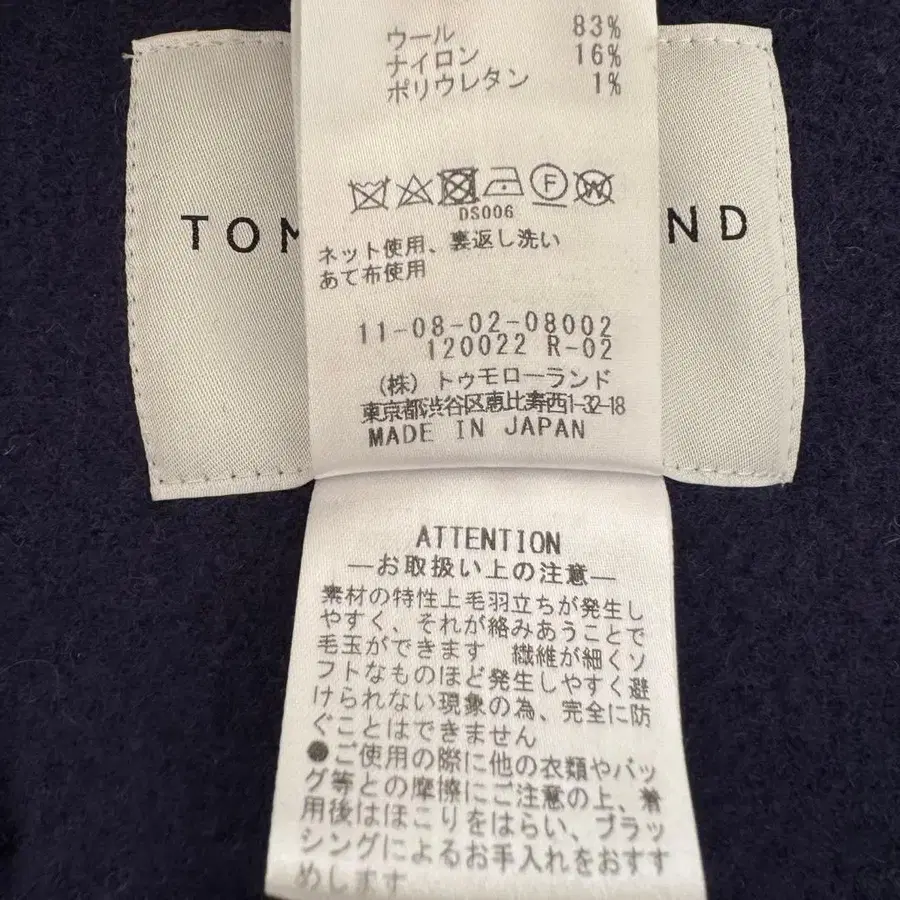 ウール 83%
ナイロン 16%
ポリウレタン 1%
TOM
ND
F
W
DS006
ネット使用、裏返し洗い
あて布使用
11-08-02-08002
120022 R-02
(株) トゥモローランド
東京都渋谷区恵比寿西1-32-18
MADE IN JAPAN
ATTENTION
―お取扱い上の注意―
素材の特性上毛羽立ちが発生し
やすく、それが絡みあうことで
毛玉ができます 繊維が細くソ
フトなものほど発生しやすく避
けられない現象の為、完全に防
ぐことはできません
●ご使用の際に他の衣類やバッ
グ等との摩擦にご注意の上、着
用後はほこりをはらい、ブラッ
シングによるお手入れをおすす
めします